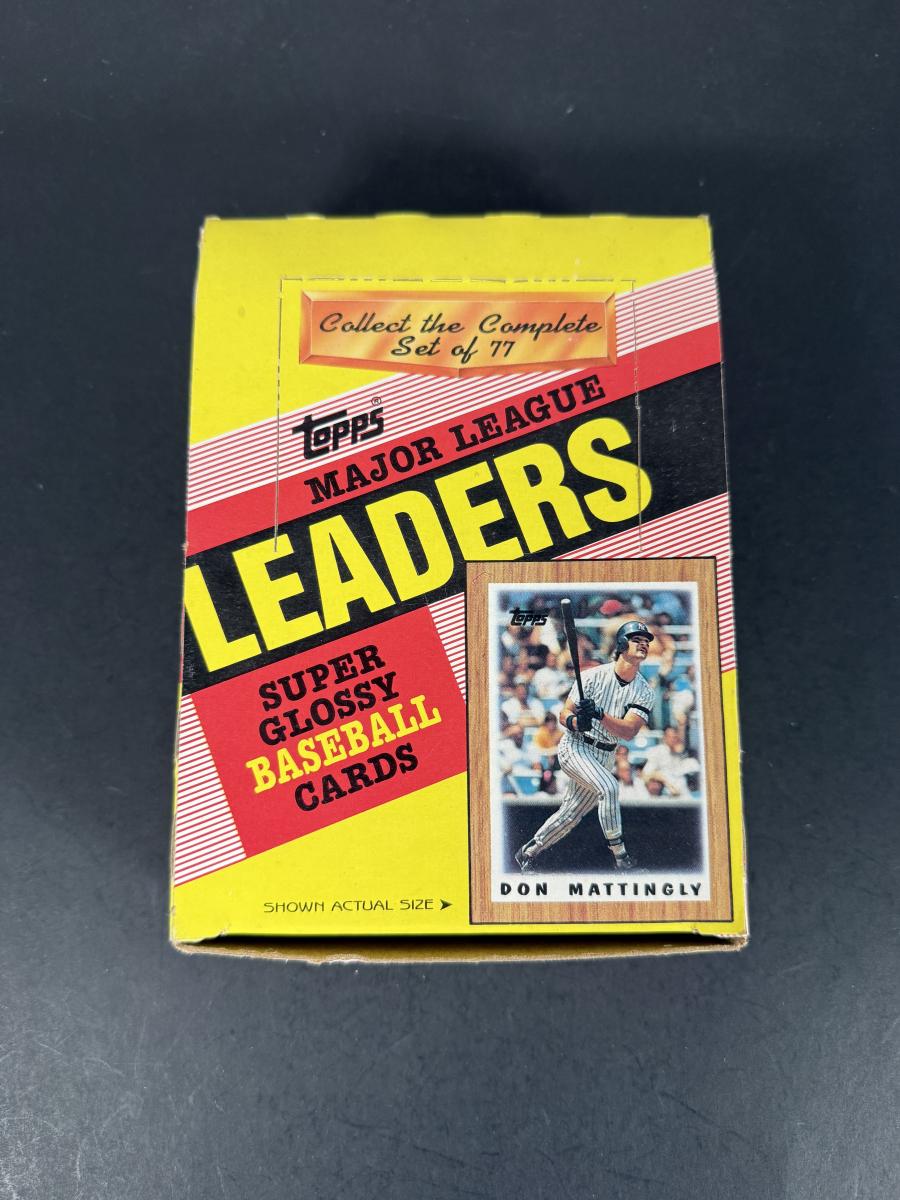 Collect the Complete
Set of 77
topps®
MAJOR LEAGUE
LEADERS
SUPER
GLOSSY
BASEBALL
CARDS
topps
DON MATTINGLY
SHOWN ACTUAL SIZE